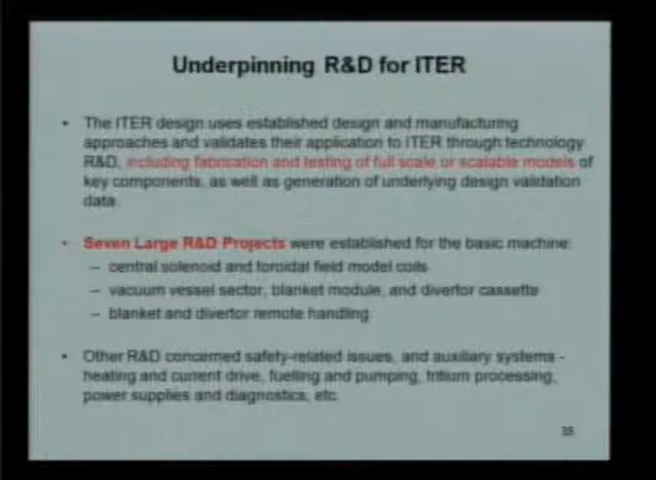 Underpinning R&D for ITER
• The ITER design uses established design and manufacturing
approaches and validates their application to ITER through technology
R&D, including fabrication and testing of full scale or scalable models of
key components, as well as generation of underlying design validation
data.
• Seven Large R&D Projects were established for the basic machine:
– central solenoid and toroidal field model coils
– vacuum vessel sector, blanket module, and divertor cassette
– blanket and divertor remote handling
• Other R&D concerned safety-related issues, and auxiliary systems -
heating and current drive, fuelling and pumping, tritium processing,
power supplies and diagnostics, etc.